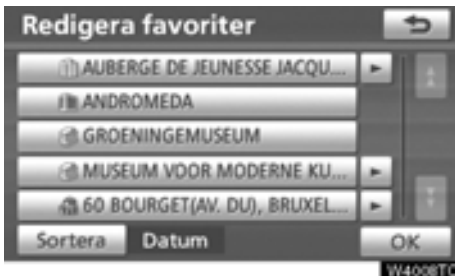 Redigera favoriter
AUBERGE DE JEUNESSE JACQU...
ANDROMEDA
GROENINGEMUSEUM
MUSEUM VOOR MODERNE KU...
60 BOURGET(AV. DU), BRUXEL...
Sortera Datum OK
W4008TC